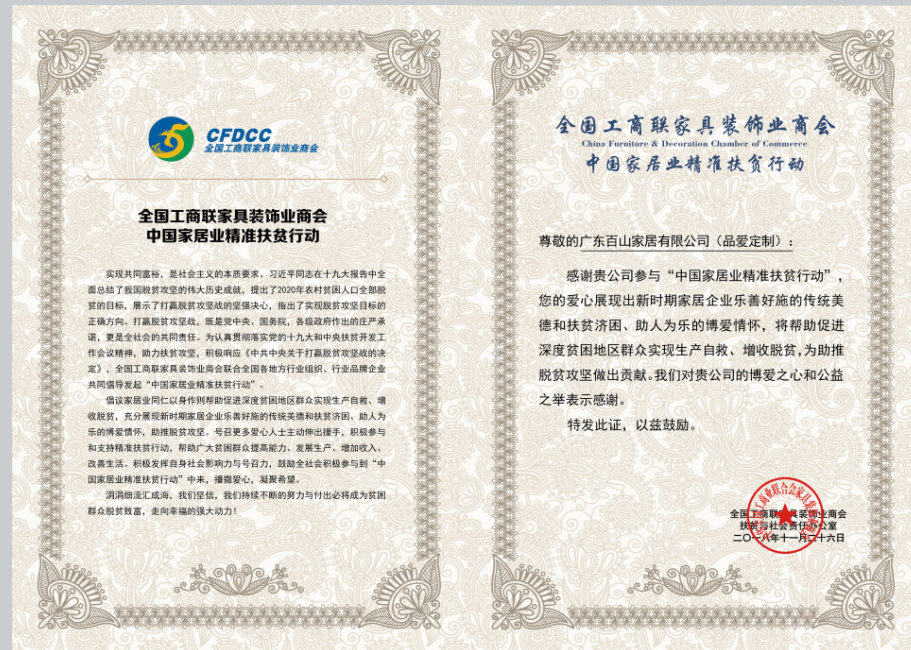 CFDCC
全国工商联家具装饰业商会
全国工商联家具装饰业商会
中国家居业精准扶贫行动
实现共同富裕，是社会主义的本质要求。习近平同志在十九大报告中全
面总结了我国脱贫攻坚的伟大历史成就，提出了2020年农村贫困人口全部脱
贫的目标，展示了打赢脱贫攻坚战的坚强决心，指出了实现脱贫攻坚目标的
正确方向。打赢脱贫攻坚战，既是党中央、国务院，各级政府作出的庄严承
诺，更是全社会的共同责任。为认真贯彻落实党的十九大和中央扶贫开发工
作会议精神，助力扶贫攻坚，积极响应《中共中央关于打赢脱贫攻坚战的决
定》，全国工商联家具装饰业商会联合全国各地方行业组织、行业品牌企业
共同倡导发起“中国家居业精准扶贫行动”。
倡议家居业同仁以身作则帮助促进深度贫困地区群众实现生产自救、增
收脱贫，充分展现新时期家居企业乐善好施的传统美德和扶贫济困、助人为
乐的博爱情怀，助推脱贫攻坚。号召更多爱心人士主动伸出援手，积极参与
和支持精准扶贫行动，帮助广大贫困群众提高能力、发展生产、增加收入、
改善生活。积极发挥自身社会影响力与号召力，鼓励全社会积极参与到“中
国家居业精准扶贫行动”中来，播撒爱心，凝聚希望。
涓涓细流汇成海，我们坚信，我们持续不断的努力与付出必将成为贫困
群众脱贫致富，走向幸福的强大动力！
全国工商联家具装饰业商会
China Furniture & Decoration Chamber of Commerce
中国家居业精准扶贫行动
尊敬的广东百山家居有限公司（品爱定制）：
感谢贵公司参与“中国家居业精准扶贫行动”，
您的爱心展现出新时期家居企业乐善好施的传统美
德和扶贫济困、助人为乐的博爱情怀，将帮助促进
深度贫困地区群众实现生产自救、增收脱贫，为助推
脱贫攻坚做出贡献。我们对贵公司的博爱之心和公益
之举表示感谢。
特发此证，以兹鼓励。
全国工商联家具装饰业商会
扶贫与社会责任办公室
二〇一八年十一月二十六日